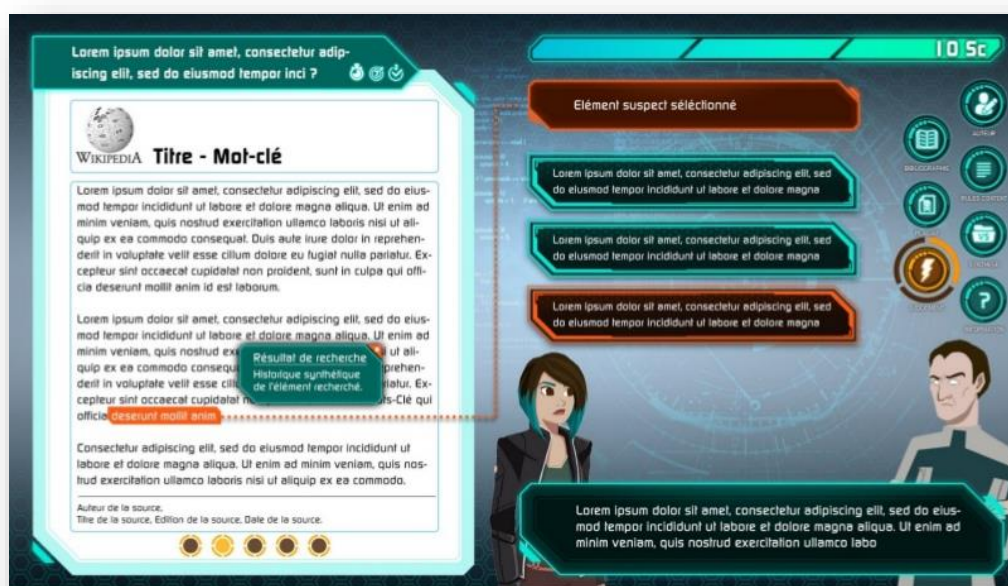 Lorem ipsum dolor sit amet, consectetur adip-
iscing elit, sed do eiusmod tempor inci ?
WIKIPEDIA
Titre - Mot-clé
Lorem ipsum dolor sit amet, consectetur adipiscing elit, sed do eius-
mod tempor incididunt ut labore et dolore magna aliqua. Ut enim ad
minim veniam, quis nostrud exercitation ullamco laboris nisi ut ali-
quip ex ea commodo consequat. Duis aute irure dolor in reprehen-
derit in voluptate velit esse cillum dolore eu fugiat nulla pariatur. Ex-
cepteur sint occaecat cupidatat non proident, sunt in culpa qui offi-
cia deserunt mollit anim id est laborum.
Lorem ipsum dolor sit amet, consectetur adipiscing elit, sed do eius-
mod tempor incididunt ut labore et dolore magna aliqua. Ut enim ad
minim veniam, quis nostrud ut ali-
quip ex ea commodo prehen-
derit in voluptate velit esse pariatur. Ex-
cepteur sint occaecat cupidatat qui
officia deserunt mollit anim
Résultat de recherche
Historique synthétique
de l'élément recherché.
Consectetur adipiscing elit, sed do eiusmod tempor incididunt ut
labore et dolore magna aliqua. Ut enim ad minim veniam, quis nos-
trud exercitation ullamco laboris nisi ut aliquip ex ea commodo.
Auteur de la source,
Titre de la source, Edition de la source, Date de la source.
10 Sc
Elément suspect séléctionné
Lorem ipsum dolor sit amet, consectetur adipiscing elit, sed
do eiusmod tempor incididunt ut labore et dolore magna
Lorem ipsum dolor sit amet, consectetur adipiscing elit, sed
do eiusmod tempor incididunt ut labore et dolore magna
Lorem ipsum dolor sit amet, consectetur adipiscing elit, sed
do eiusmod tempor incididunt ut labore et dolore magna
AUTEUR
BIBLIOGRAPHIE
INFORMATION
Lorem ipsum dolor sit amet, consectetur adipiscing elit, sed do eius-
mod tempor incididunt ut labore et dolore magna aliqua. Ut enim ad
minim veniam, quis nostrud exercitation ullamco labo